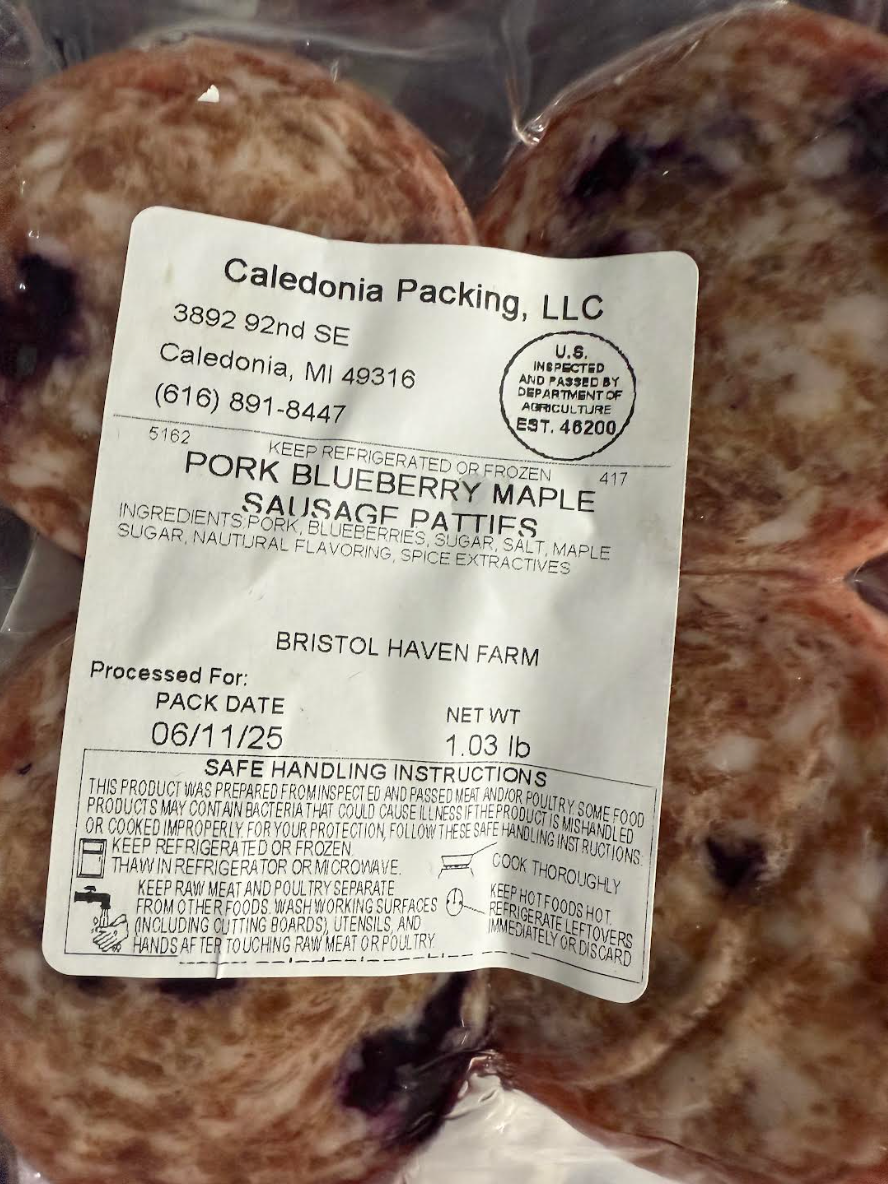 Caledonia Packing, LLC
3892 92nd SE
Caledonia, MI 49316
(616) 891-8447
U.S.
INSPECTED
AND PASSED BY
DEPARTMENT OF
AGRICULTURE
EST. 46200
5162
KEEP REFRIGERATED OR FROZEN
417
PORK BLUEBERRY MAPLE
SAUSAGE PATTIES
INGREDIENTS:PORK, BLUEBERRIES, SUGAR, SALT, MAPLE
SUGAR, NAUTURAL FLAVORING, SPICE EXTRACTIVES
BRISTOL HAVEN FARM
Processed For:
PACK DATE
06/11/25
NET WT
1.03 lb
SAFE HANDLING INSTRUCTIONS
THIS PRODUCT WAS PREPARED FROM INSPECTED AND PASSED MEAT AND/OR POULTRY. SOME FOOD
PRODUCTS MAY CONTAIN BACTERIA THAT COULD CAUSE ILLNESS IF THE PRODUCT IS MISHANDLED
OR COOKED IMPROPERLY. FOR YOUR PROTECTION, FOLLOW THESE SAFE HANDLING INSTRUCTIONS.
KEEP REFRIGERATED OR FROZEN.
THAW IN REFRIGERATOR OR MICROWAVE.
COOK THOROUGHLY
KEEP RAW MEAT AND POULTRY SEPARATE
FROM OTHER FOODS. WASH WORKING SURFACES
(INCLUDING CUTTING BOARDS), UTENSILS, AND
HANDS AFTER TOUCHING RAW MEAT OR POULTRY.
KEEP HOT FOODS HOT.
REFRIGERATE LEFTOVERS
IMMEDIATELY OR DISCARD